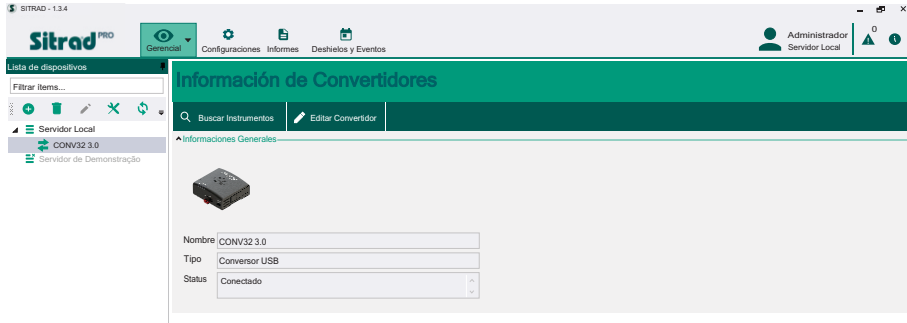 SITRAD - 1.3.4
Sitrad PRO
Gerencial
Configuraciones
Informes
Deshielos y Eventos
Administrador
Servidor Local
0
Lista de dispositivos
Filtrar ítems...
Servidor Local
CONV32 3.0
Servidor de Demonstração
Información de Convertidores
Buscar Instrumentos
Editar Convertidor
Informaciones Generales
Nombre CONV32 3.0
Tipo Conversor USB
Status Conectado